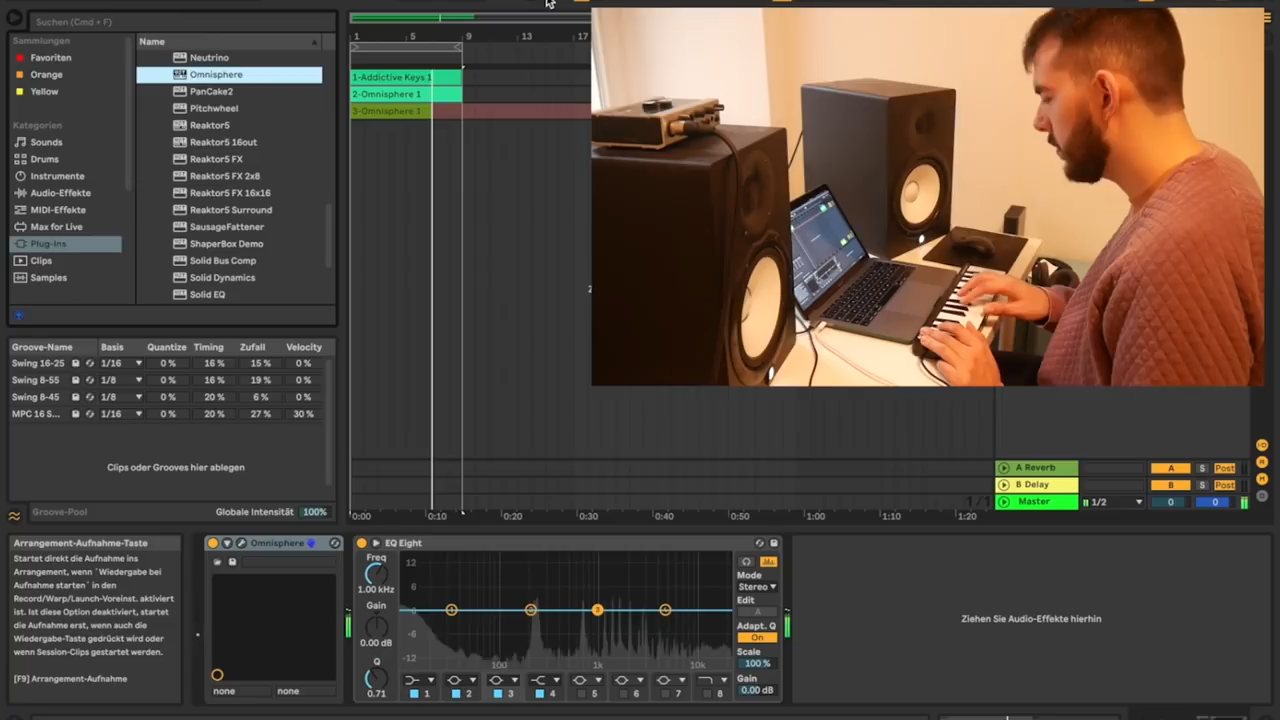 Suchen (Cmd + F)
Sammlungen
Favoriten
Orange
Yellow
Kategorien
Sounds
Drums
Instrumente
Audio-Effekte
MIDI-Effekte
Max for Live
Plug-Ins
Clips
Samples
Name
Neutrino
Omnisphere
PanCake2
Pitchwheel
Reaktor5
Reaktor5 16out
Reaktor5 FX
Reaktor5 FX 2x8
Reaktor5 FX 16x16
Reaktor5 Surround
SausageFattener
ShaperBox Demo
Solid Bus Comp
Solid Dynamics
Solid EQ
Groove-Name Basis Quantize Timing Zufall Velocity
Swing 16-25 1/16 0 % 16 % 15 % 0 %
Swing 8-55 1/8 0 % 16 % 19 % 0 %
Swing 8-45 1/8 0 % 20 % 6 % 0 %
MPC 16 S... 1/16 0 % 20 % 27 % 30 %
Clips oder Grooves hier ablegen
Groove-Pool Globale Intensität 100%
1 5 9 13 17
1-Addictive Keys 1
2-Omnisphere 1
3-Omnisphere 1
A Reverb A S Post
B Delay B S Post
1/1 Master 1/2 0 0
0:00 0:10 0:20 0:30 0:40 0:50 1:00 1:10 1:20
Arrangement-Aufnahme-Taste
Startet direkt die Aufnahme ins
Arrangement, wenn `Wiedergabe bei
Aufnahme starten` in den
Record/Warp/Launch-Voreinst. aktiviert
ist. Ist diese Option deaktiviert, startet
die Aufnahme erst, wenn auch die
Wiedergabe-Taste gedrückt wird oder
wenn Session-Clips gestartet werden.
[F9] Arrangement-Aufnahme
Omnisphere
none none
EQ Eight
Freq
1.00 kHz
Gain
0.00 dB
Q
0.71
12
6
-6
-12
100 1k 10k
1 2 3 4 5 6 7 8
Mode
Stereo
Edit
A
Adapt. Q
On
Scale
100 %
Gain
0.00 dB
Ziehen Sie Audio-Effekte hierhin